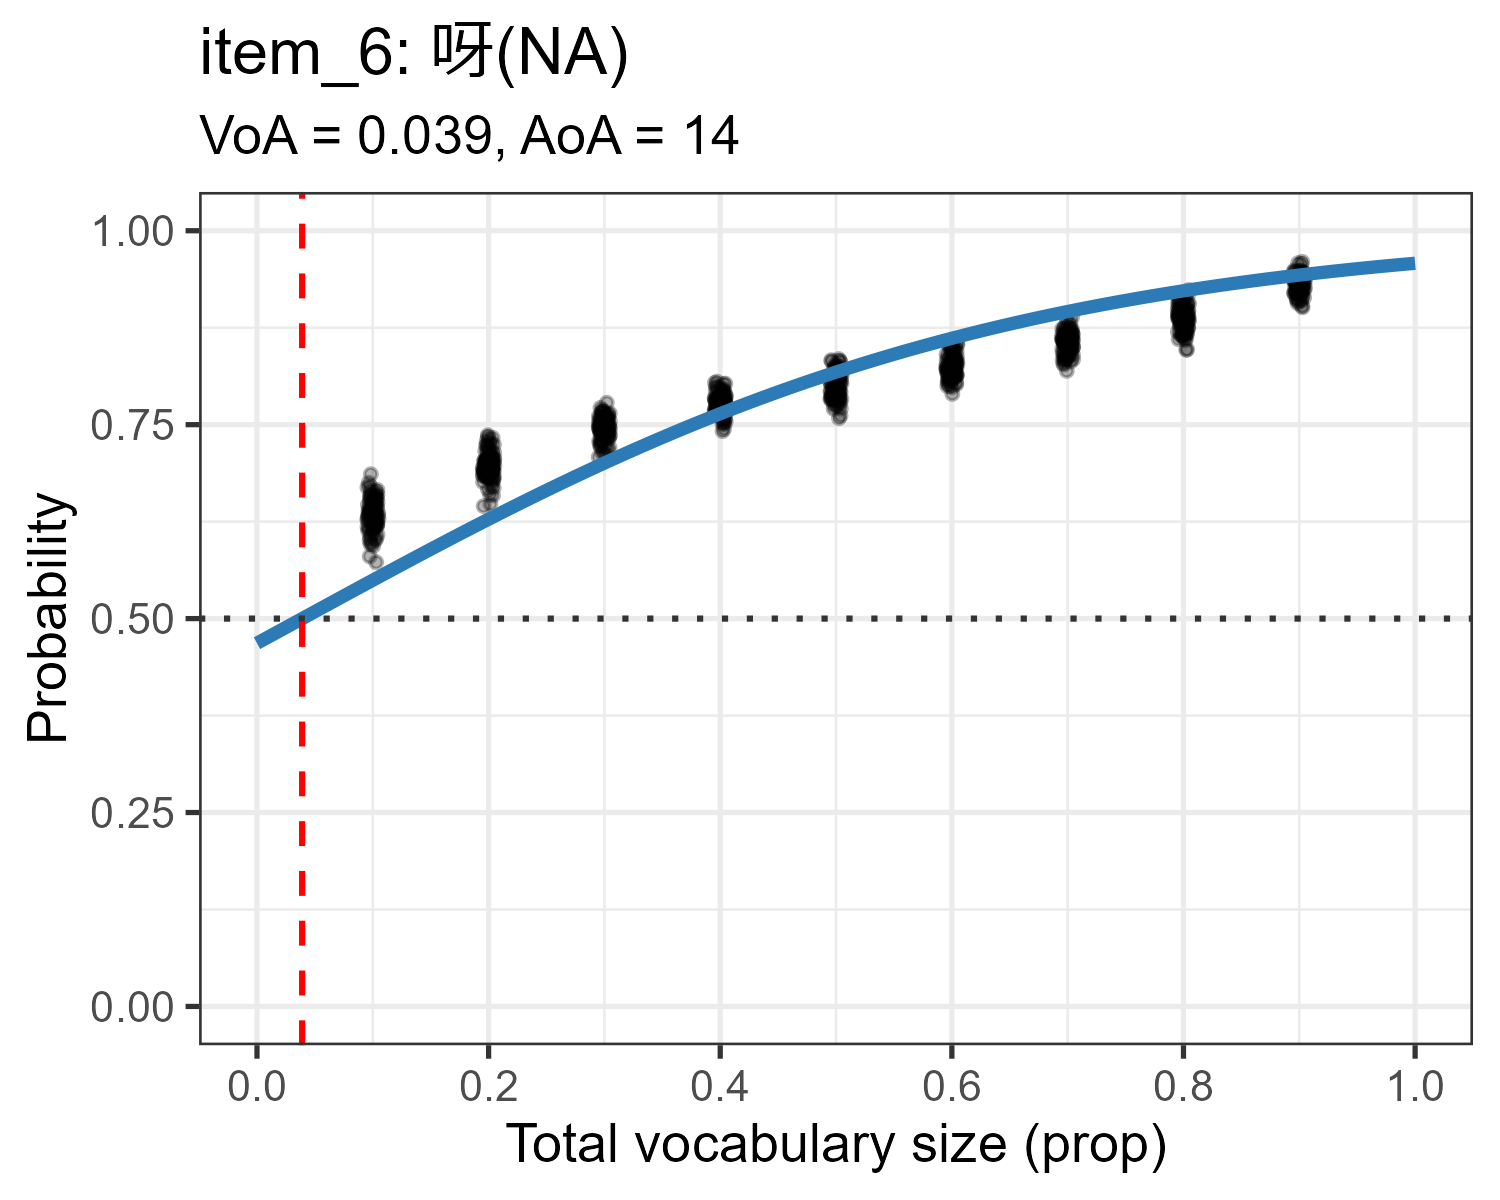 item_6: 呀(NA)
VoA = 0.039, AoA = 14
Probability
1.00
0.75
0.50
0.25
0.00
0.0 0.2 0.4 0.6 0.8 1.0
Total vocabulary size (prop)